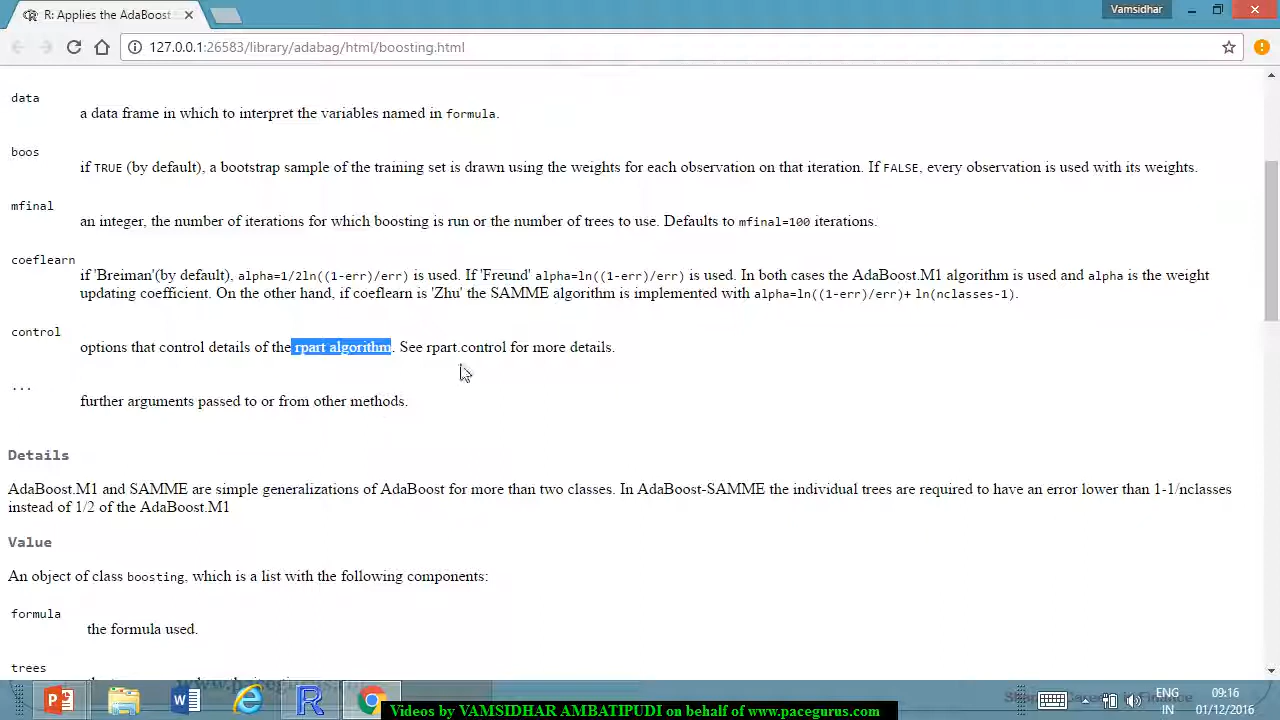 R: Applies the AdaBoost
Vamsidhar
127.0.0.1:26583/library/adabag/html/boosting.html
data
a data frame in which to interpret the variables named in formula.
boos
if TRUE (by default), a bootstrap sample of the training set is drawn using the weights for each observation on that iteration. If FALSE, every observation is used with its weights.
mfinal
an integer, the number of iterations for which boosting is run or the number of trees to use. Defaults to mfinal=100 iterations.
coeflearn
if 'Breiman'(by default), alpha=1/2ln((1-err)/err) is used. If 'Freund' alpha=ln((1-err)/err) is used. In both cases the AdaBoost.M1 algorithm is used and alpha is the weight
updating coefficient. On the other hand, if coeflearn is 'Zhu' the SAMME algorithm is implemented with alpha=ln((1-err)/err)+ ln(nclasses-1).
control
options that control details of the rpart algorithm. See rpart.control for more details.
...
further arguments passed to or from other methods.
Details
AdaBoost.M1 and SAMME are simple generalizations of AdaBoost for more than two classes. In AdaBoost-SAMME the individual trees are required to have an error lower than 1-1/nclasses
instead of 1/2 of the AdaBoost.M1
Value
An object of class boosting, which is a list with the following components:
formula
the formula used.
trees
ENG
IN
09:16
01/12/2016
Videos by VAMSIDHAR AMBATIPUDI on behalf of www.pacegurus.com